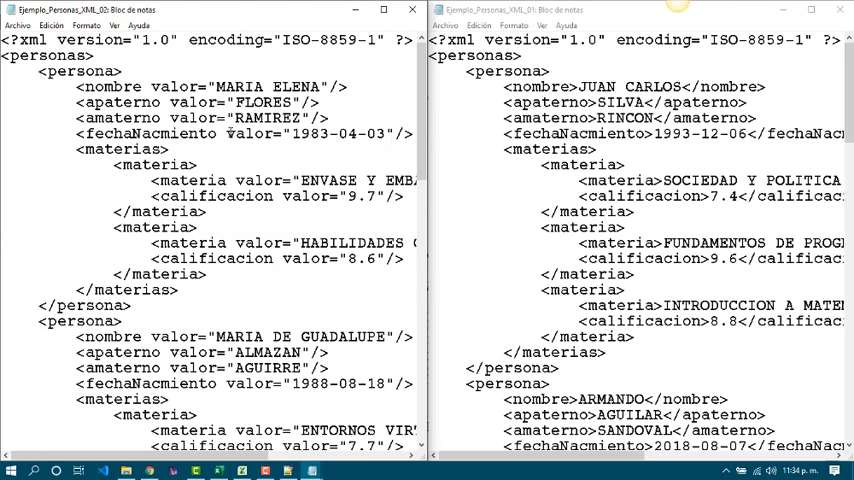 Ejemplo_Personas_XML_02: Bloc de notas
Archivo Edición Formato Ver Ayuda
<?xml version="1.0" encoding="ISO-8859-1" ?>
<personas>
<persona>
<nombre valor="MARIA ELENA"/>
<apaterno valor="FLORES"/>
<amaterno valor="RAMIREZ"/>
<fechaNacmiento valor="1983-04-03"/>
<materias>
<materia>
<materia valor="ENVASE Y EMBA
<calificacion valor="9.7"/>
</materia>
<materia>
<materia valor="HABILIDADES
<calificacion valor="8.6"/>
</materia>
</materias>
</persona>
<persona>
<nombre valor="MARIA DE GUADALUPE"/>
<apaterno valor="ALMAZAN"/>
<amaterno valor="AGUIRRE"/>
<fechaNacmiento valor="1988-08-18"/>
<materias>
<materia>
<materia valor="ENTORNOS VIRT
<calificacion valor="7.7"/>
Ejemplo_Personas_XML_01: Bloc de notas
Archivo Edición Formato Ver Ayuda
<?xml version="1.0" encoding="ISO-8859-1" ?>
<personas>
<persona>
<nombre>JUAN CARLOS</nombre>
<apaterno>SILVA</apaterno>
<amaterno>RINCON</amaterno>
<fechaNacmiento>1993-12-06</fechaNacm
<materias>
<materia>
<materia>SOCIEDAD Y POLITICA
<calificacion>7.4</calificaci
</materia>
<materia>
<materia>FUNDAMENTOS DE PROG
<calificacion>9.6</calificaci
</materia>
<materia>
<materia>INTRODUCCION A MATE
<calificacion>8.8</calificaci
</materia>
</materias>
</persona>
<persona>
<nombre>ARMANDO</nombre>
<apaterno>AGUILAR</apaterno>
<amaterno>SANDOVAL</amaterno>
<fechaNacmiento>2018-08-07</fechaNacm
11:34 p. m.